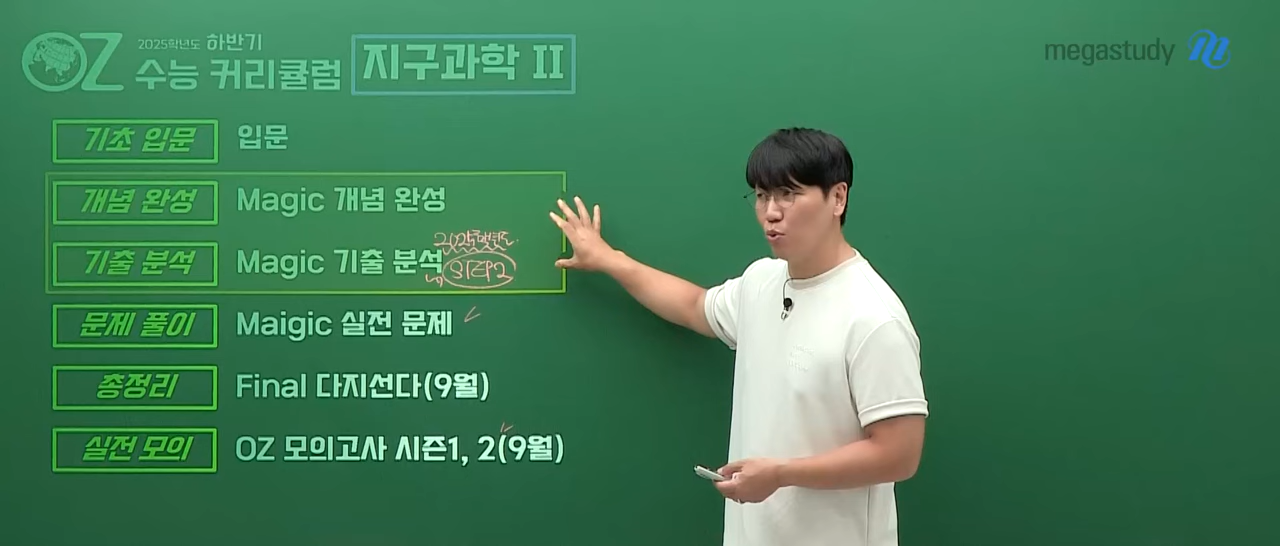 OZ 2025학년도 하반기
수능 커리큘럼 지구과학 II
megastudy
기초 입문 입문
개념 완성 Magic 개념 완성
기출 분석 Magic 기출 분석 STEP2
문제 풀이 Maigic 실전 문제
총정리 Final 다지선다(9월)
실전 모의 OZ 모의고사 시즌1, 2(9월)